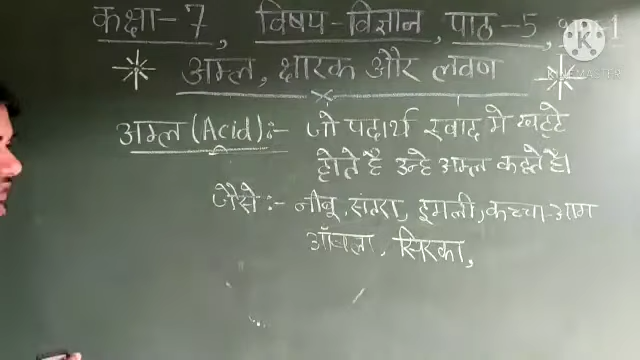 कक्षा-7, विषय-विज्ञान, पाठ-5,
KINEMASTER
अम्ल, क्षारक और लवण
अम्ल (Acid):- जो पदार्थ स्वाद मे खट्टे
होते है उन्हे अम्ल कहते है।
जैसे:- नीबू, संतरा, इमली, कच्चा-आम
आँवला, सिरका,